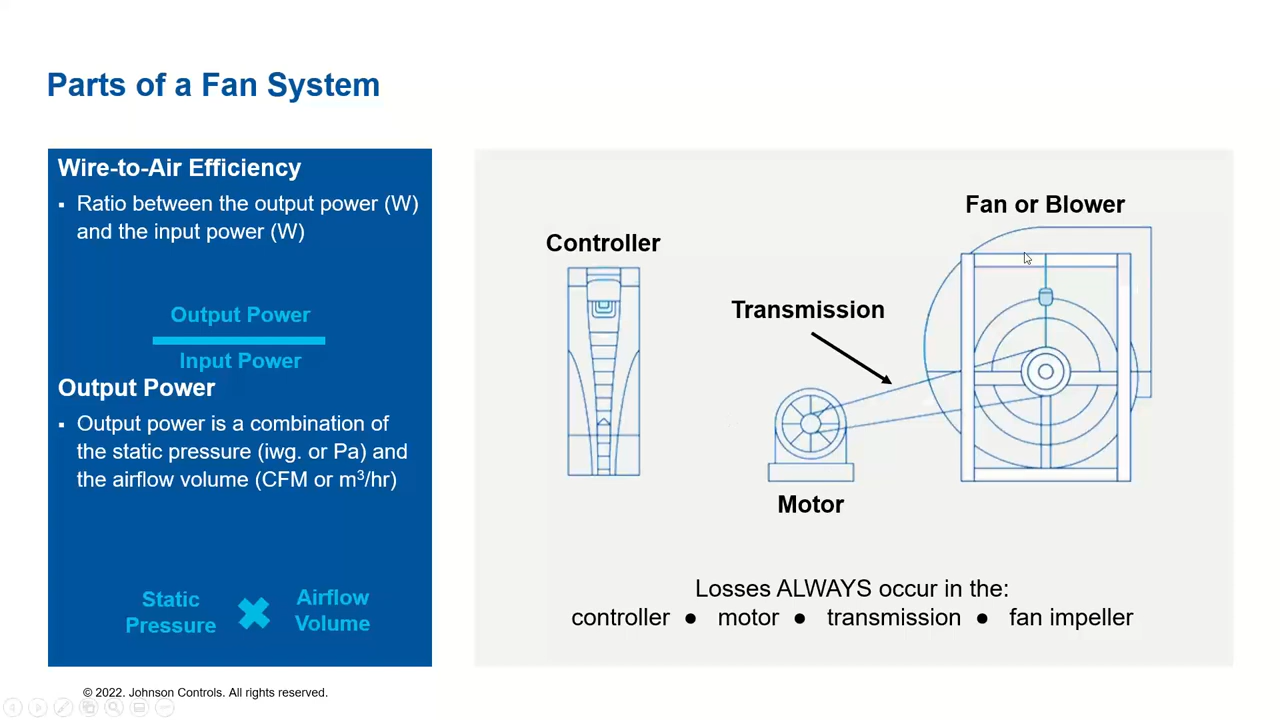 Parts of a Fan System
Wire-to-Air Efficiency
▪ Ratio between the output power (W)
and the input power (W)
Output Power
Input Power
Output Power
▪ Output power is a combination of
the static pressure (iwg. or Pa) and
the airflow volume (CFM or m³/hr)
Static
Pressure
✖
Airflow
Volume
Controller
Transmission
Motor
Fan or Blower
Losses ALWAYS occur in the:
controller ● motor ● transmission ● fan impeller
© 2022. Johnson Controls. All rights reserved.